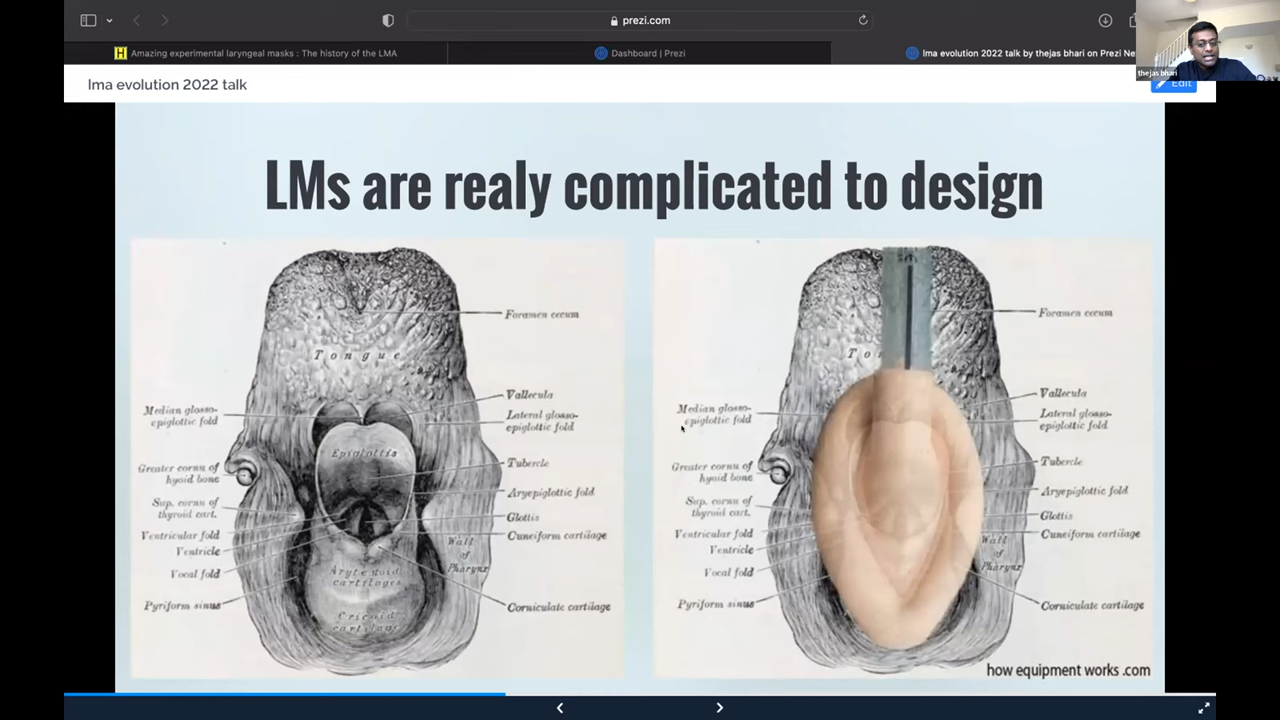 prezi.com
Amazing experimental laryngeal masks : The history of the LMA
Dashboard | Prezi
lma evolution 2022 talk by thejas bhari on Prezi Ne
thejas bhari
lma evolution 2022 talk
Edit
LMs are realy complicated to design
Foramen cecum
Tongue
Vallecula
Median glosso-
epiglottic fold
Lateral glosso-
epiglottic fold
Epiglottis
Tubercle
Greater cornu of
hyoid bone
Aryepiglottic fold
Sup. cornu of
thyroid cart.
Glottis
Ventricular fold
Cuneiform cartilage
Ventricle
Wall
of
Pharynx
Vocal fold
Arytenoid
cartilages
Pyriform sinus
Corniculate cartilage
Cricoid
cartilage
Foramen cecum
Ton
Vallecula
Median glosso-
epiglottic fold
Lateral glosso-
epiglottic fold
Tubercle
Greater cornu of
hyoid bone
Aryepiglottic fold
Sup. cornu of
thyroid cart.
Glottis
Ventricular fold
Cuneiform cartilage
Ventricle
Wall
of
Pharynx
Vocal fold
Pyriform sinus
Corniculate cartilage
how equipment works .com